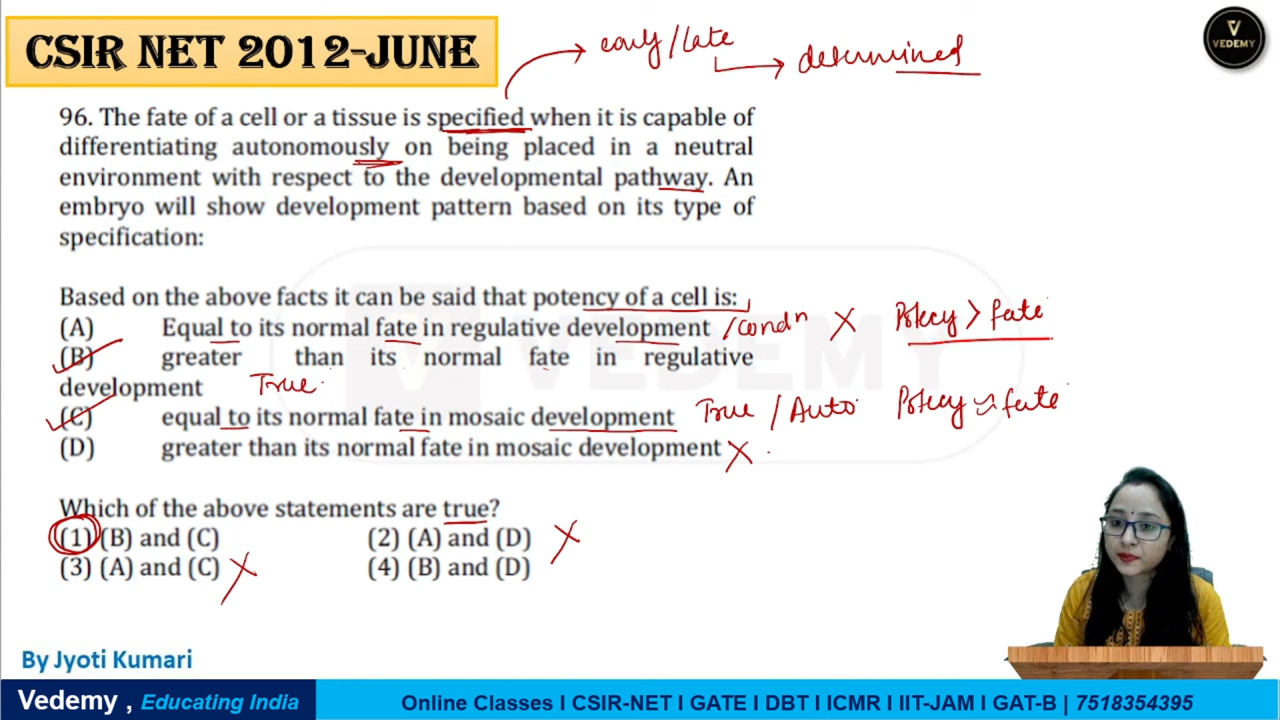 CSIR NET 2012-JUNE
early/late
determined
VEDEMY
96. The fate of a cell or a tissue is specified when it is capable of
differentiating autonomously on being placed in a neutral
environment with respect to the developmental pathway. An
embryo will show development pattern based on its type of
specification:
Based on the above facts it can be said that potency of a cell is:
(A) Equal to its normal fate in regulative development /Condn X Potecy > fate
(B) greater than its normal fate in regulative
development True
(C) equal to its normal fate in mosaic development True / Auto Potecy ≈ fate
(D) greater than its normal fate in mosaic development X
VEDEMY
Which of the above statements are true?
(1) (B) and (C) (2) (A) and (D) X
(3) (A) and (C) X (4) (B) and (D)
By Jyoti Kumari
Vedemy , Educating India Online Classes I CSIR-NET I GATE I DBT I ICMR I IIT-JAM I GAT-B | 7518354395